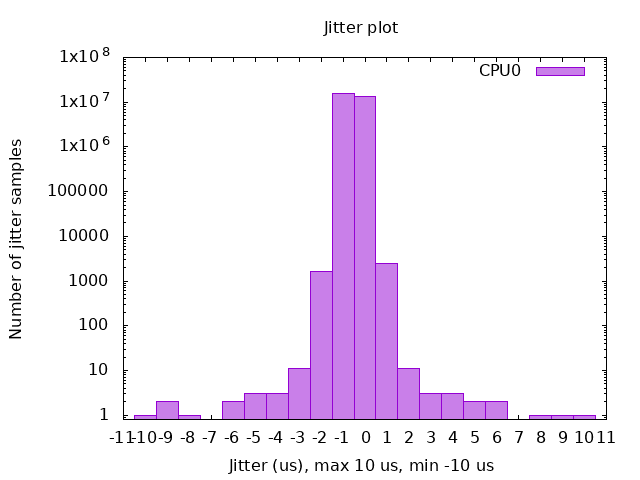 Jitter plot
CPU0
1x10^8
1x10^7
1x10^6
100000
10000
1000
100
10
1
Number of jitter samples
-11 -10 -9 -8 -7 -6 -5 -4 -3 -2 -1 0 1 2 3 4 5 6 7 8 9 10 11
Jitter (us), max 10 us, min -10 us